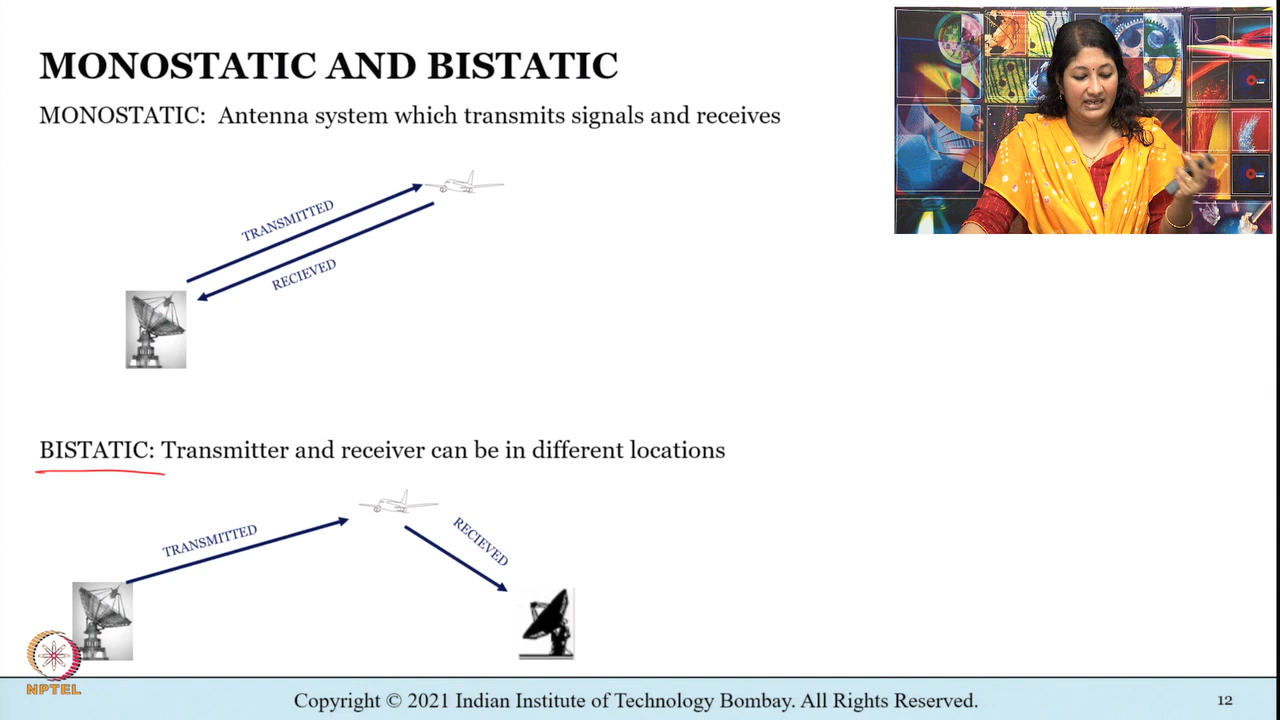 MONOSTATIC AND BISTATIC
MONOSTATIC: Antenna system which transmits signals and receives
TRANSMITTED
RECIEVED
BISTATIC: Transmitter and receiver can be in different locations
TRANSMITTED
RECIEVED
NPTEL
Copyright © 2021 Indian Institute of Technology Bombay. All Rights Reserved.
12